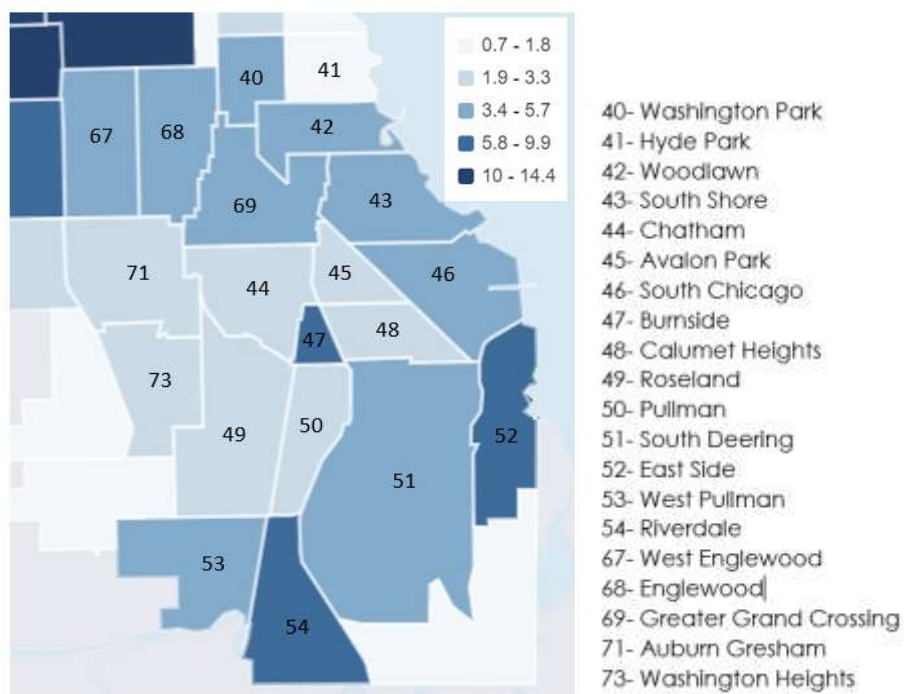 0.7 - 1.8
1.9 - 3.3
3.4 - 5.7
5.8 - 9.9
10 - 14.4
40
41
67
68
42
69
43
71
44
45
46
47
48
73
49
50
52
51
53
54
40- Washington Park
41- Hyde Park
42- Woodlawn
43- South Shore
44- Chatham
45- Avalon Park
46- South Chicago
47- Burnside
48- Calumet Heights
49- Roseland
50- Pullman
51- South Deering
52- East Side
53- West Pullman
54- Riverdale
67- West Englewood
68- Englewood
69- Greater Grand Crossing
71- Auburn Gresham
73- Washington Heights